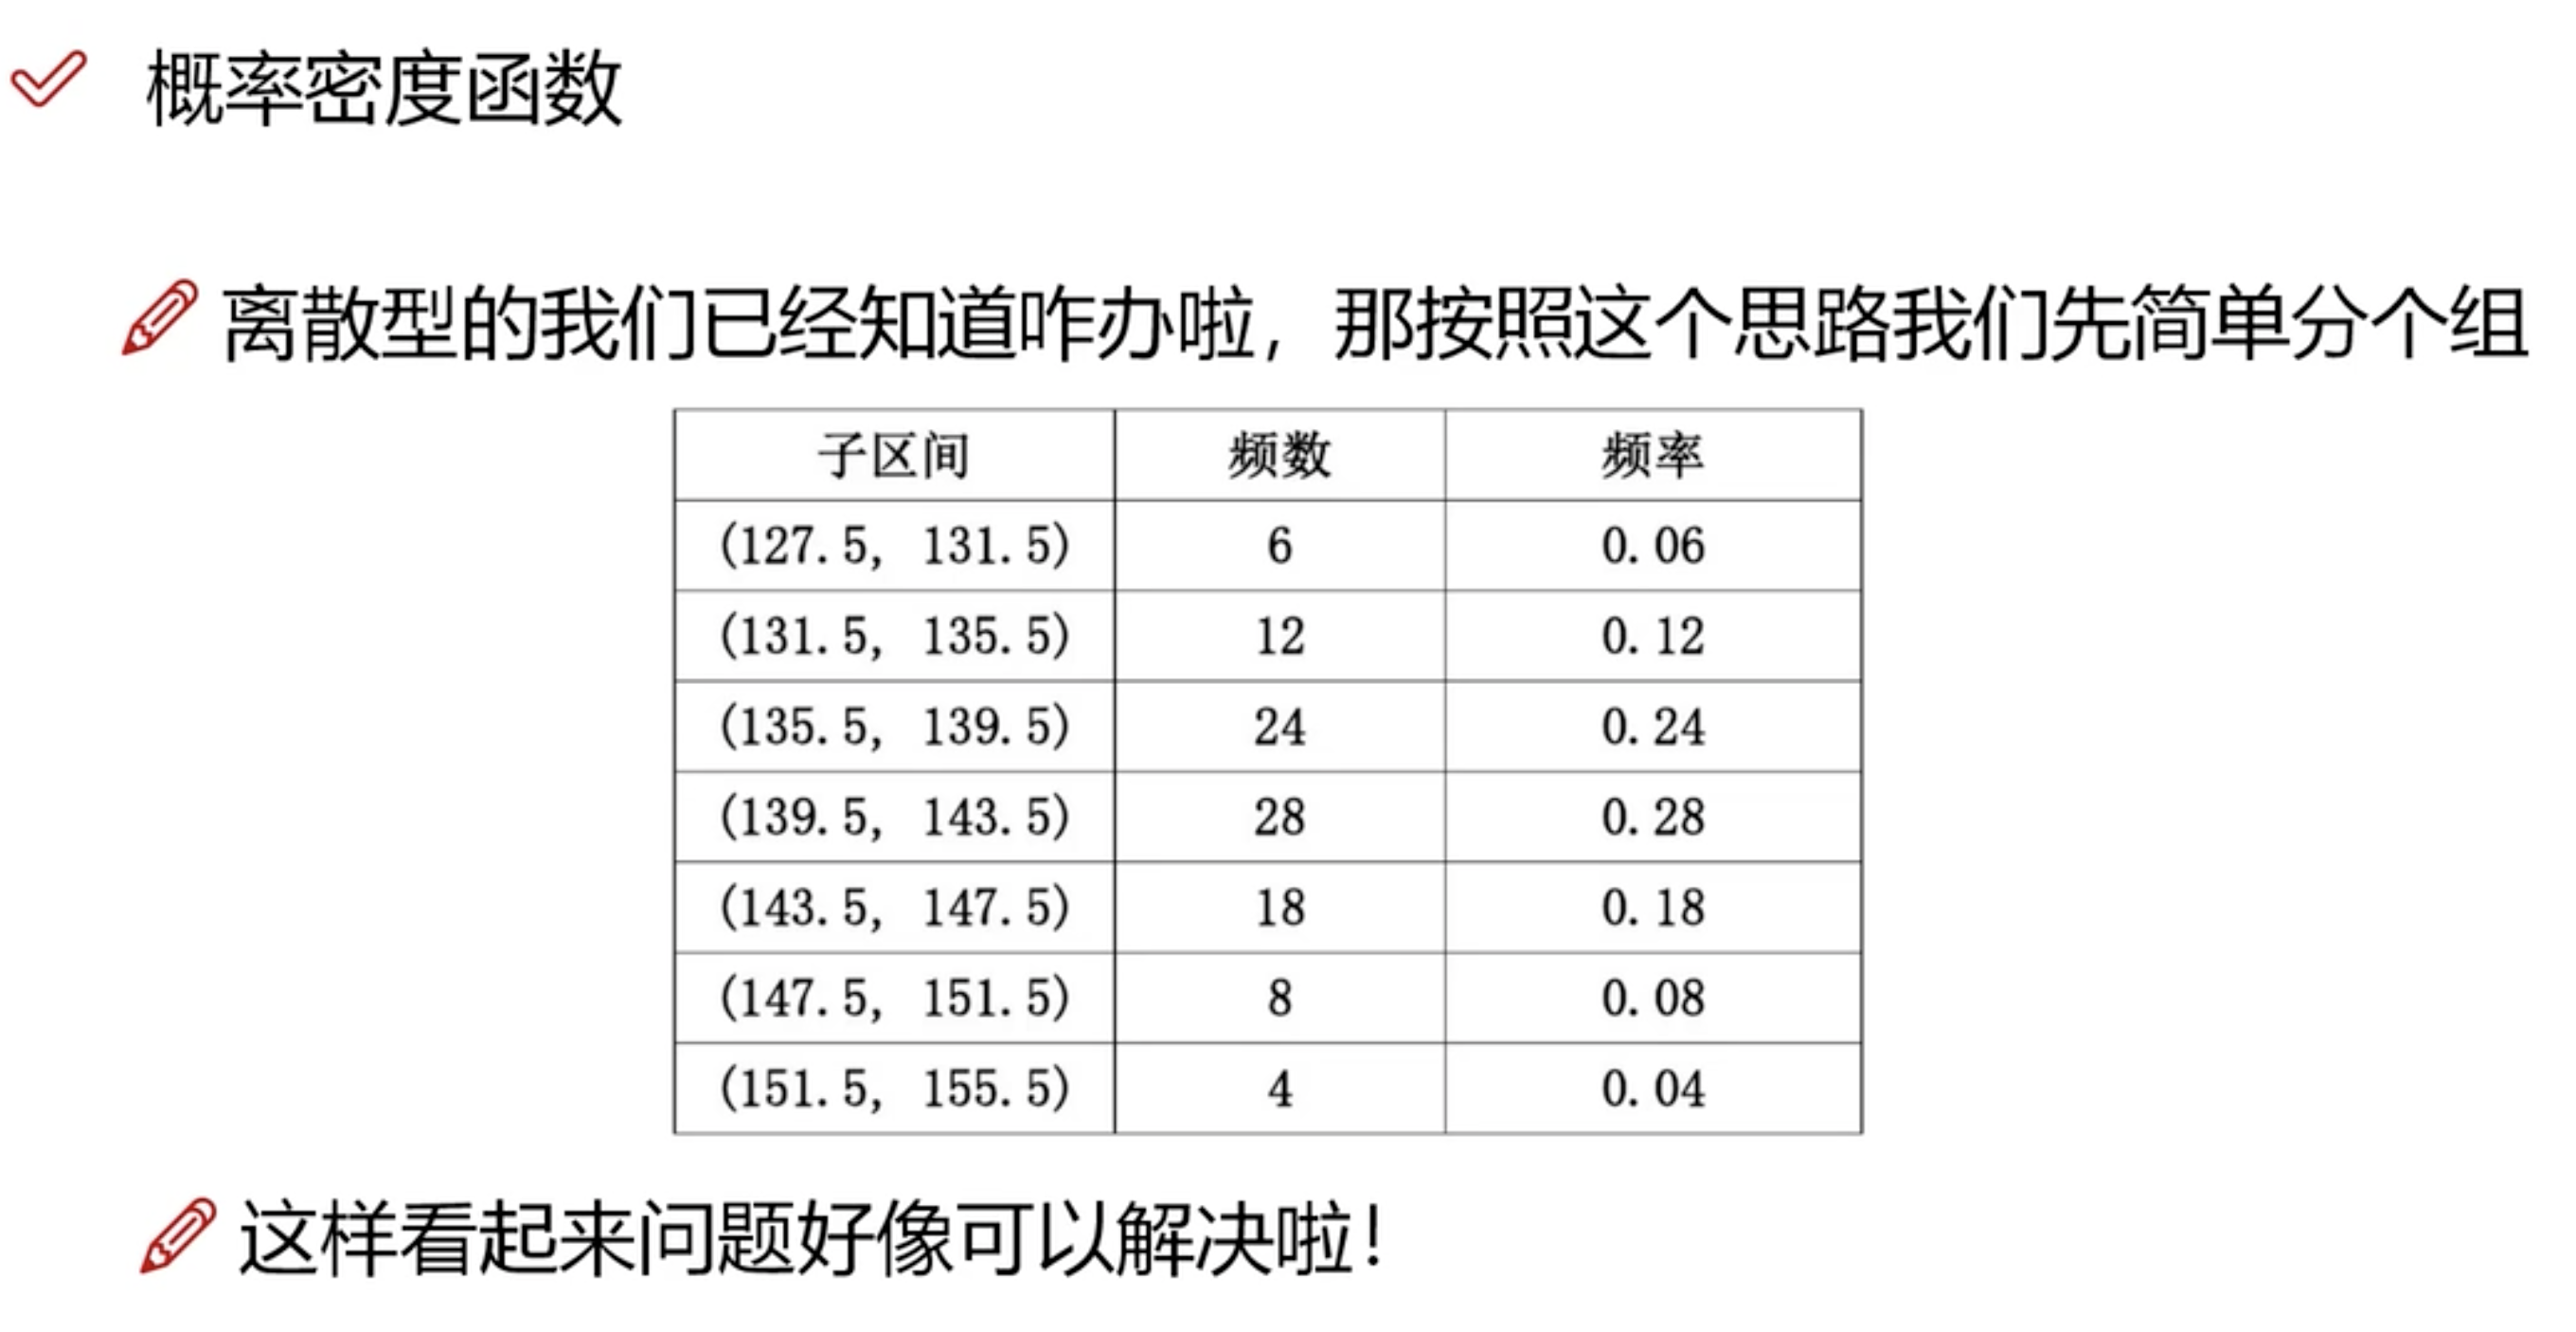 概率密度函数
离散型的我们已经知道咋办啦，那按照这个思路我们先简单分个组
子区间 频数 频率
(127.5, 131.5) 6 0.06
(131.5, 135.5) 12 0.12
(135.5, 139.5) 24 0.24
(139.5, 143.5) 28 0.28
(143.5, 147.5) 18 0.18
(147.5, 151.5) 8 0.08
(151.5, 155.5) 4 0.04
这样看起来问题好像可以解决啦！